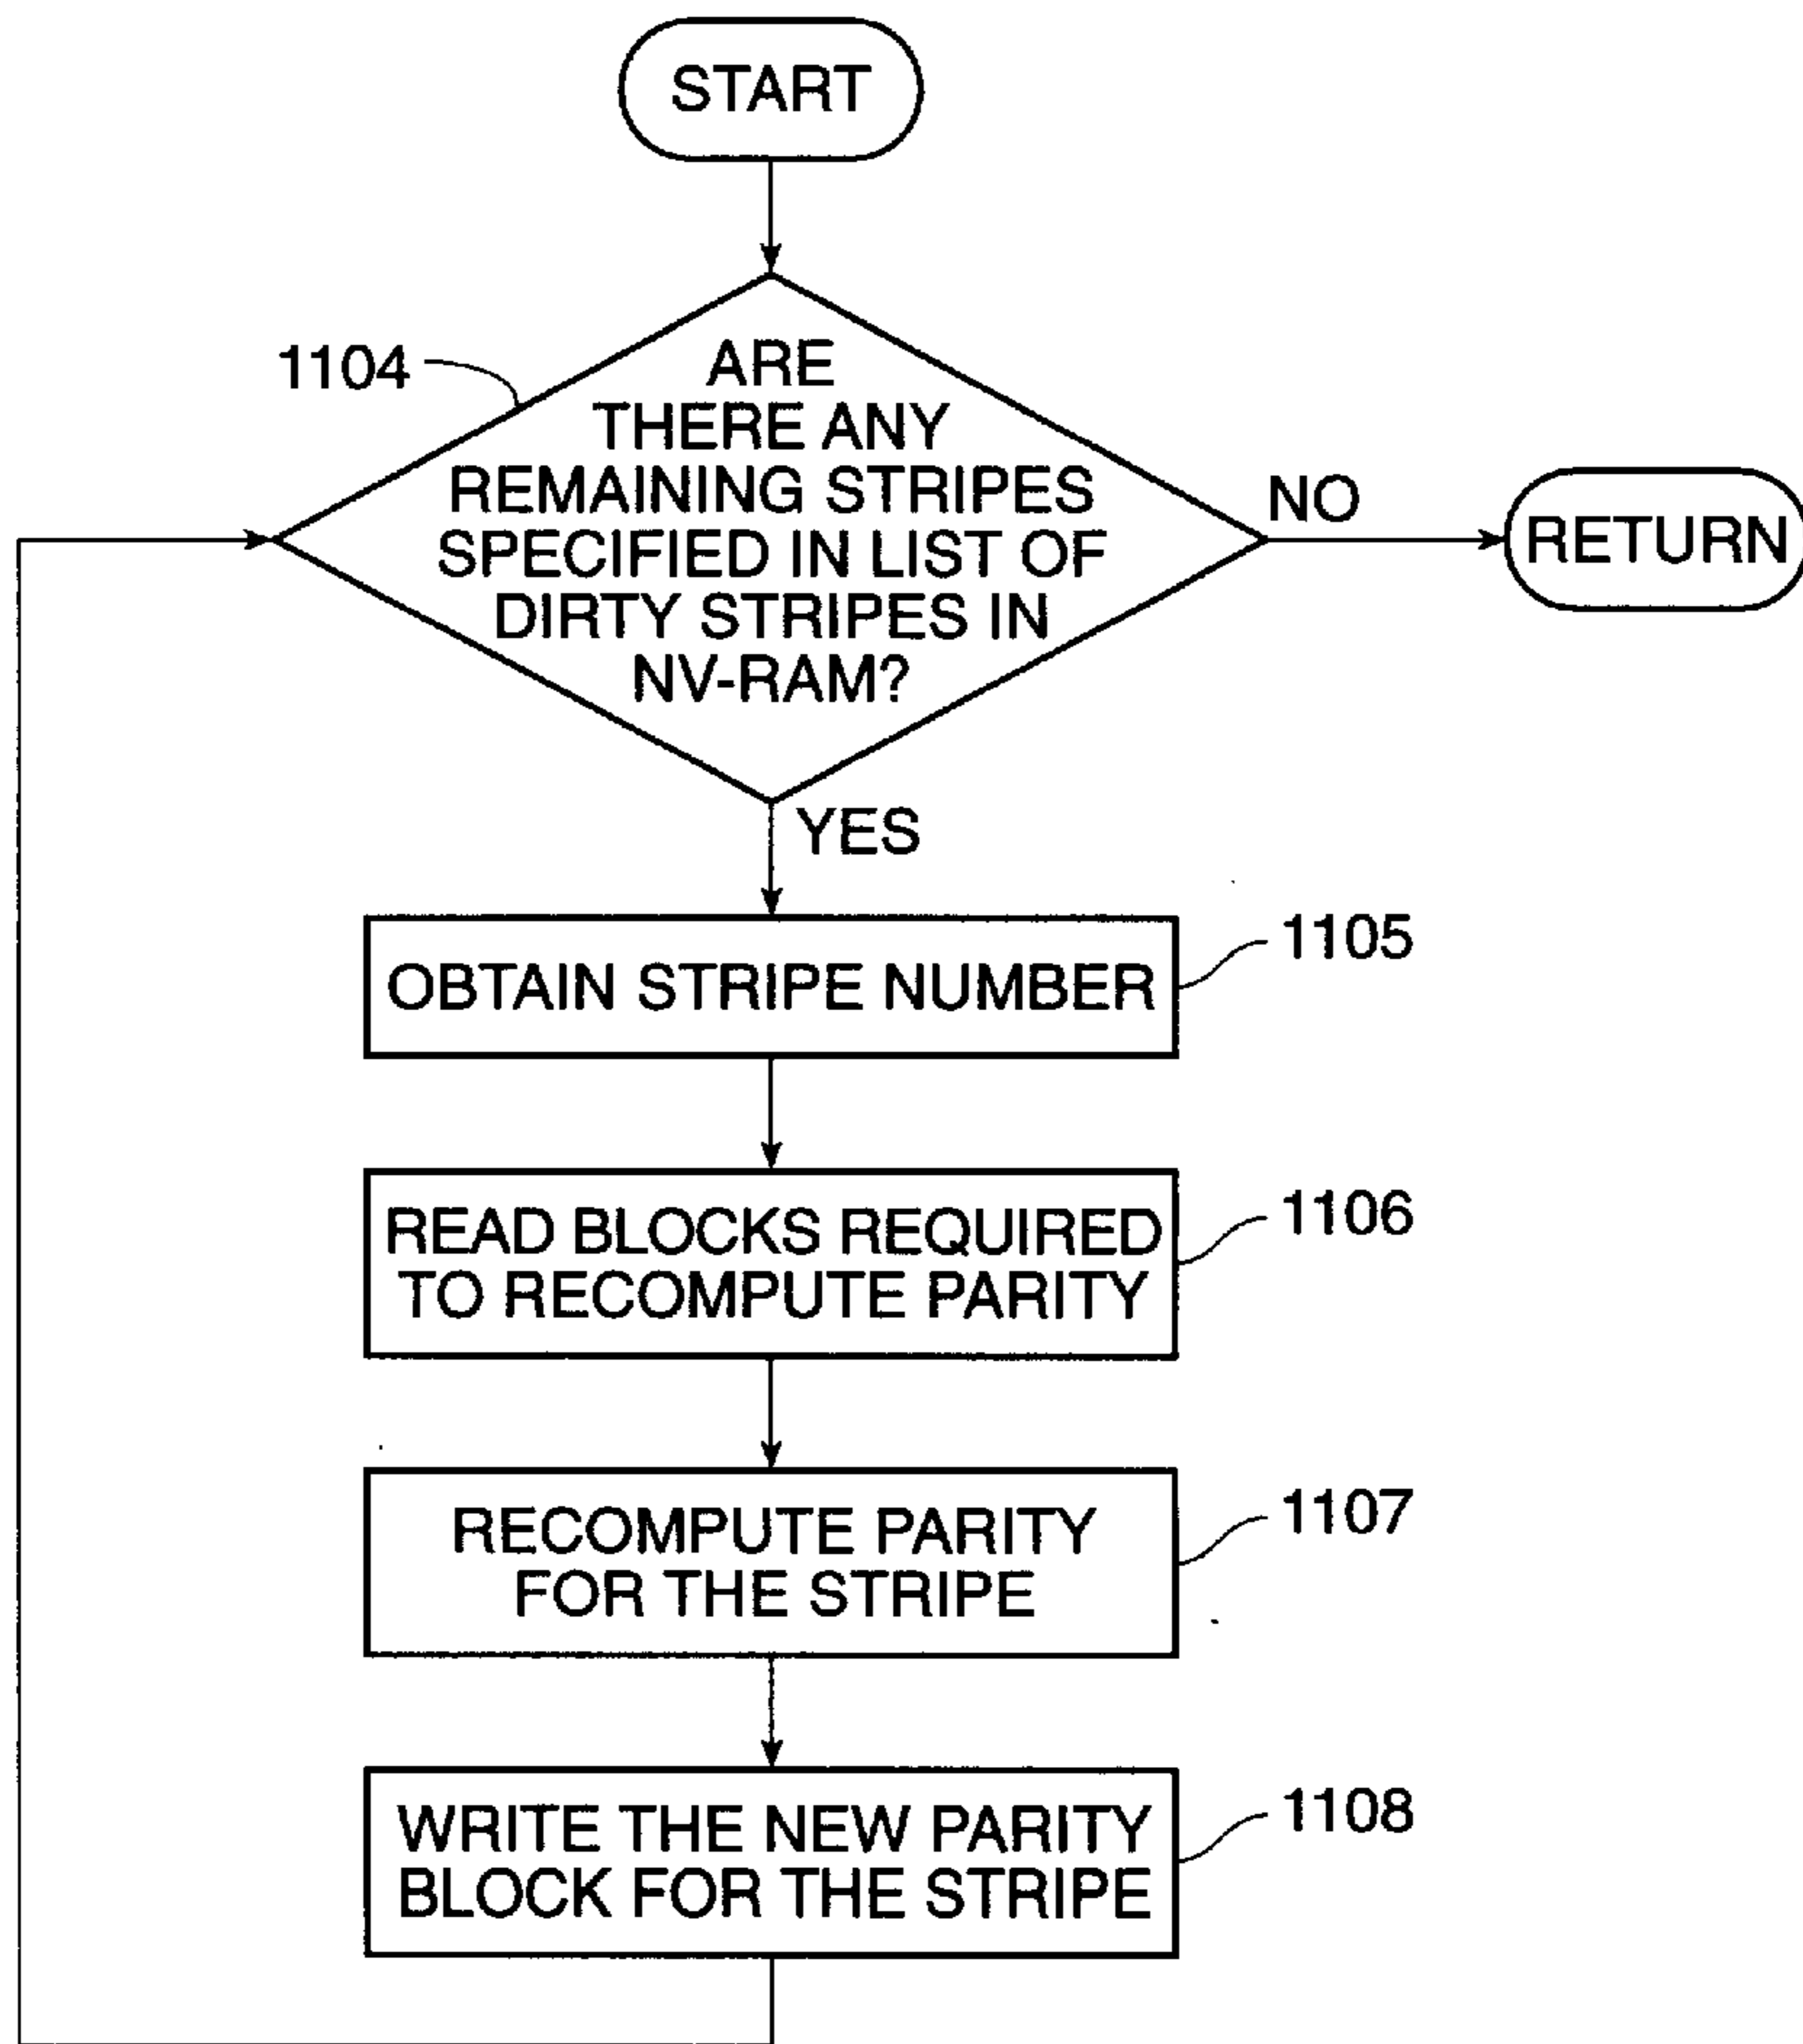 START
1104
ARE
THERE ANY
REMAINING STRIPES
SPECIFIED IN LIST OF
DIRTY STRIPES IN
NV-RAM?
NO
RETURN
YES
OBTAIN STRIPE NUMBER
1105
READ BLOCKS REQUIRED
TO RECOMPUTE PARITY
1106
RECOMPUTE PARITY
FOR THE STRIPE
1107
WRITE THE NEW PARITY
BLOCK FOR THE STRIPE
1108